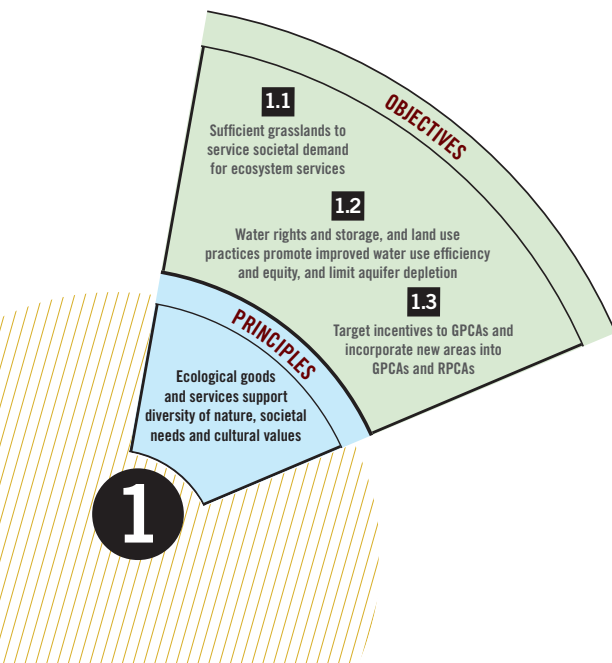 OBJECTIVES
1.1
Sufficient grasslands to
service societal demand
for ecosystem services
1.2
Water rights and storage, and land use
practices promote improved water use efficiency
and equity, and limit aquifer depletion
1.3
Target incentives to GPCAs and
incorporate new areas into
GPCAs and RPCAs
PRINCIPLES
Ecological goods
and services support
diversity of nature, societal
needs and cultural values
1